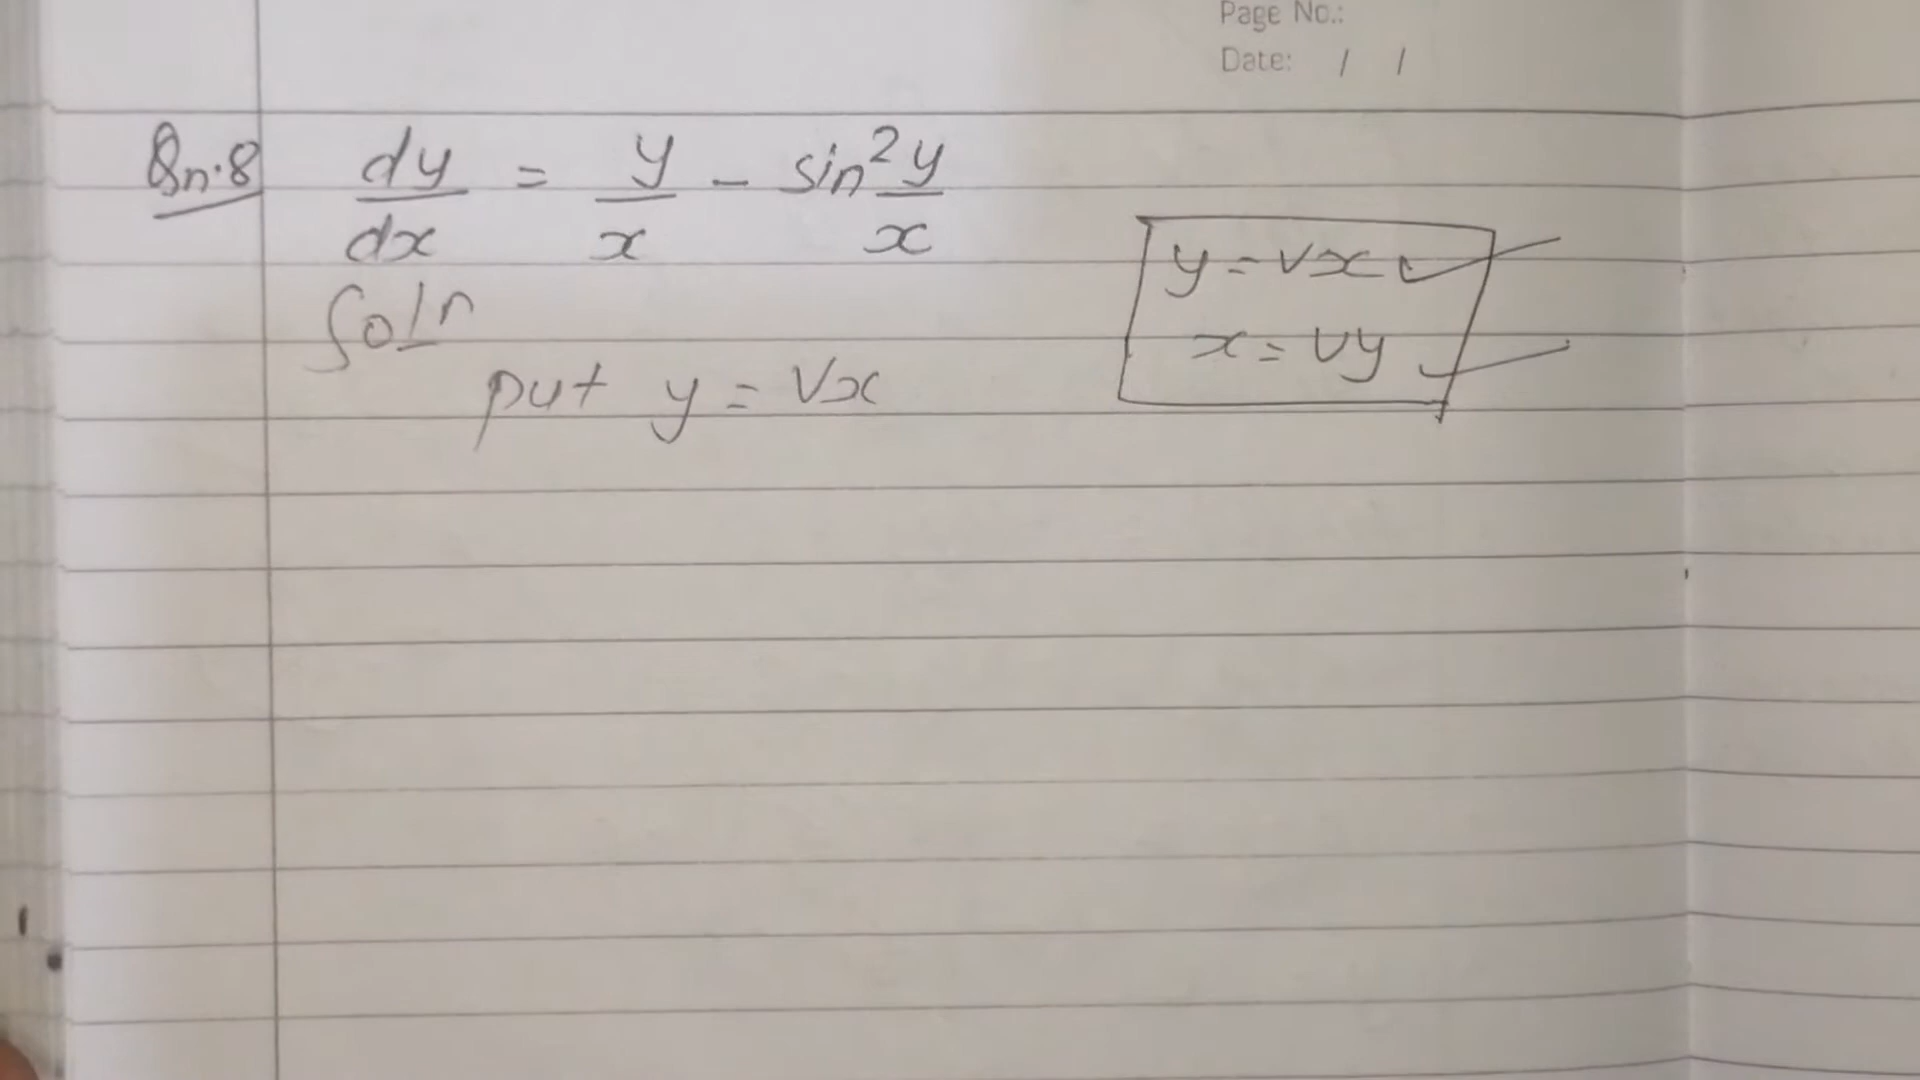 Page No.:
Date: / /
Qn.8 dy/dx = y/x - sin² y/x
y = vx ✓
x = vy ✓
Soln
put y = vx